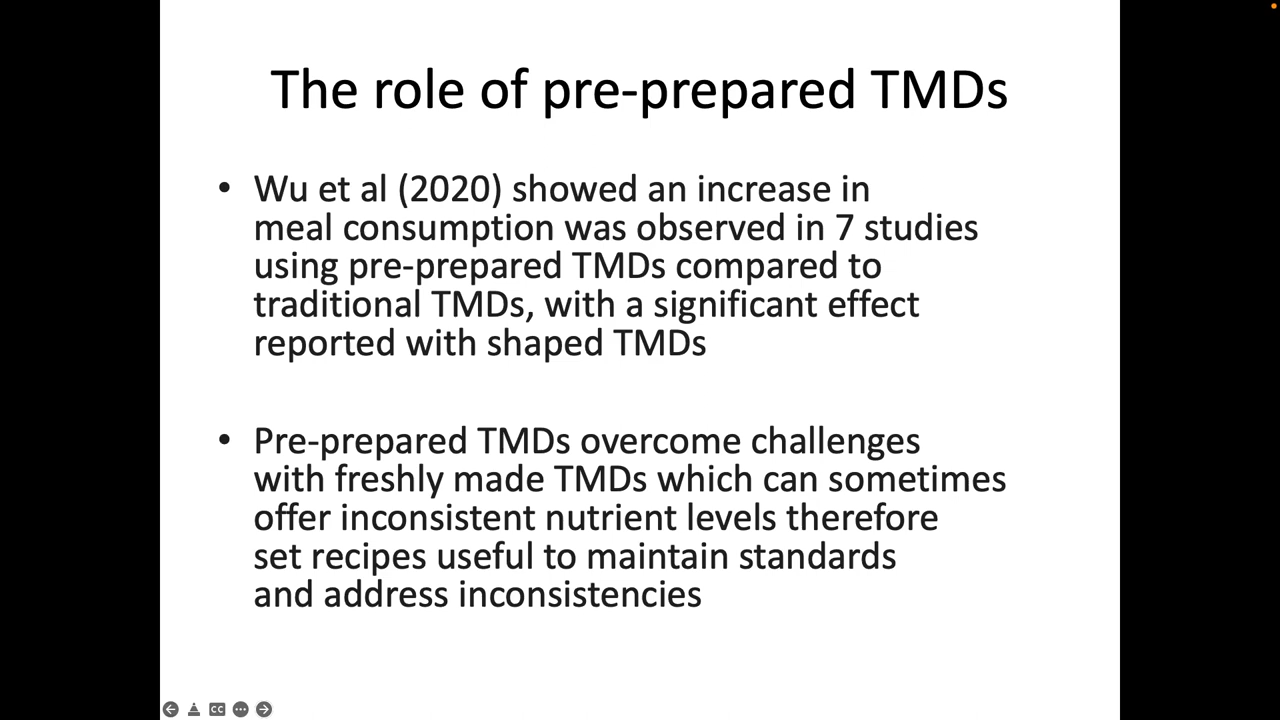 The role of pre-prepared TMDs
• Wu et al (2020) showed an increase in
meal consumption was observed in 7 studies
using pre-prepared TMDs compared to
traditional TMDs, with a significant effect
reported with shaped TMDs
• Pre-prepared TMDs overcome challenges
with freshly made TMDs which can sometimes
offer inconsistent nutrient levels therefore
set recipes useful to maintain standards
and address inconsistencies
CC